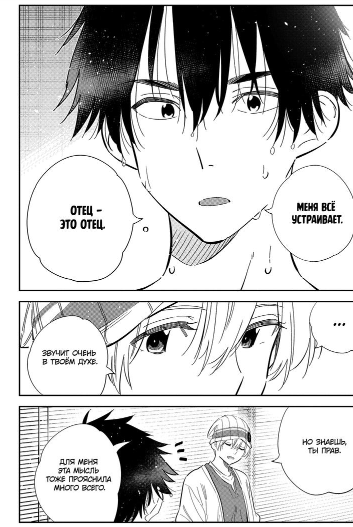 МЕНЯ ВСЁ
УСТРАИВАЕТ.
ОТЕЦ –
ЭТО ОТЕЦ.
...
ЗВУЧИТ ОЧЕНЬ
В ТВОЁМ ДУХЕ.
НО ЗНАЕШЬ,
ТЫ ПРАВ.
ДЛЯ МЕНЯ
ЭТА МЫСЛЬ
ТОЖЕ ПРОЯСНИЛА
МНОГО ВСЕГО.